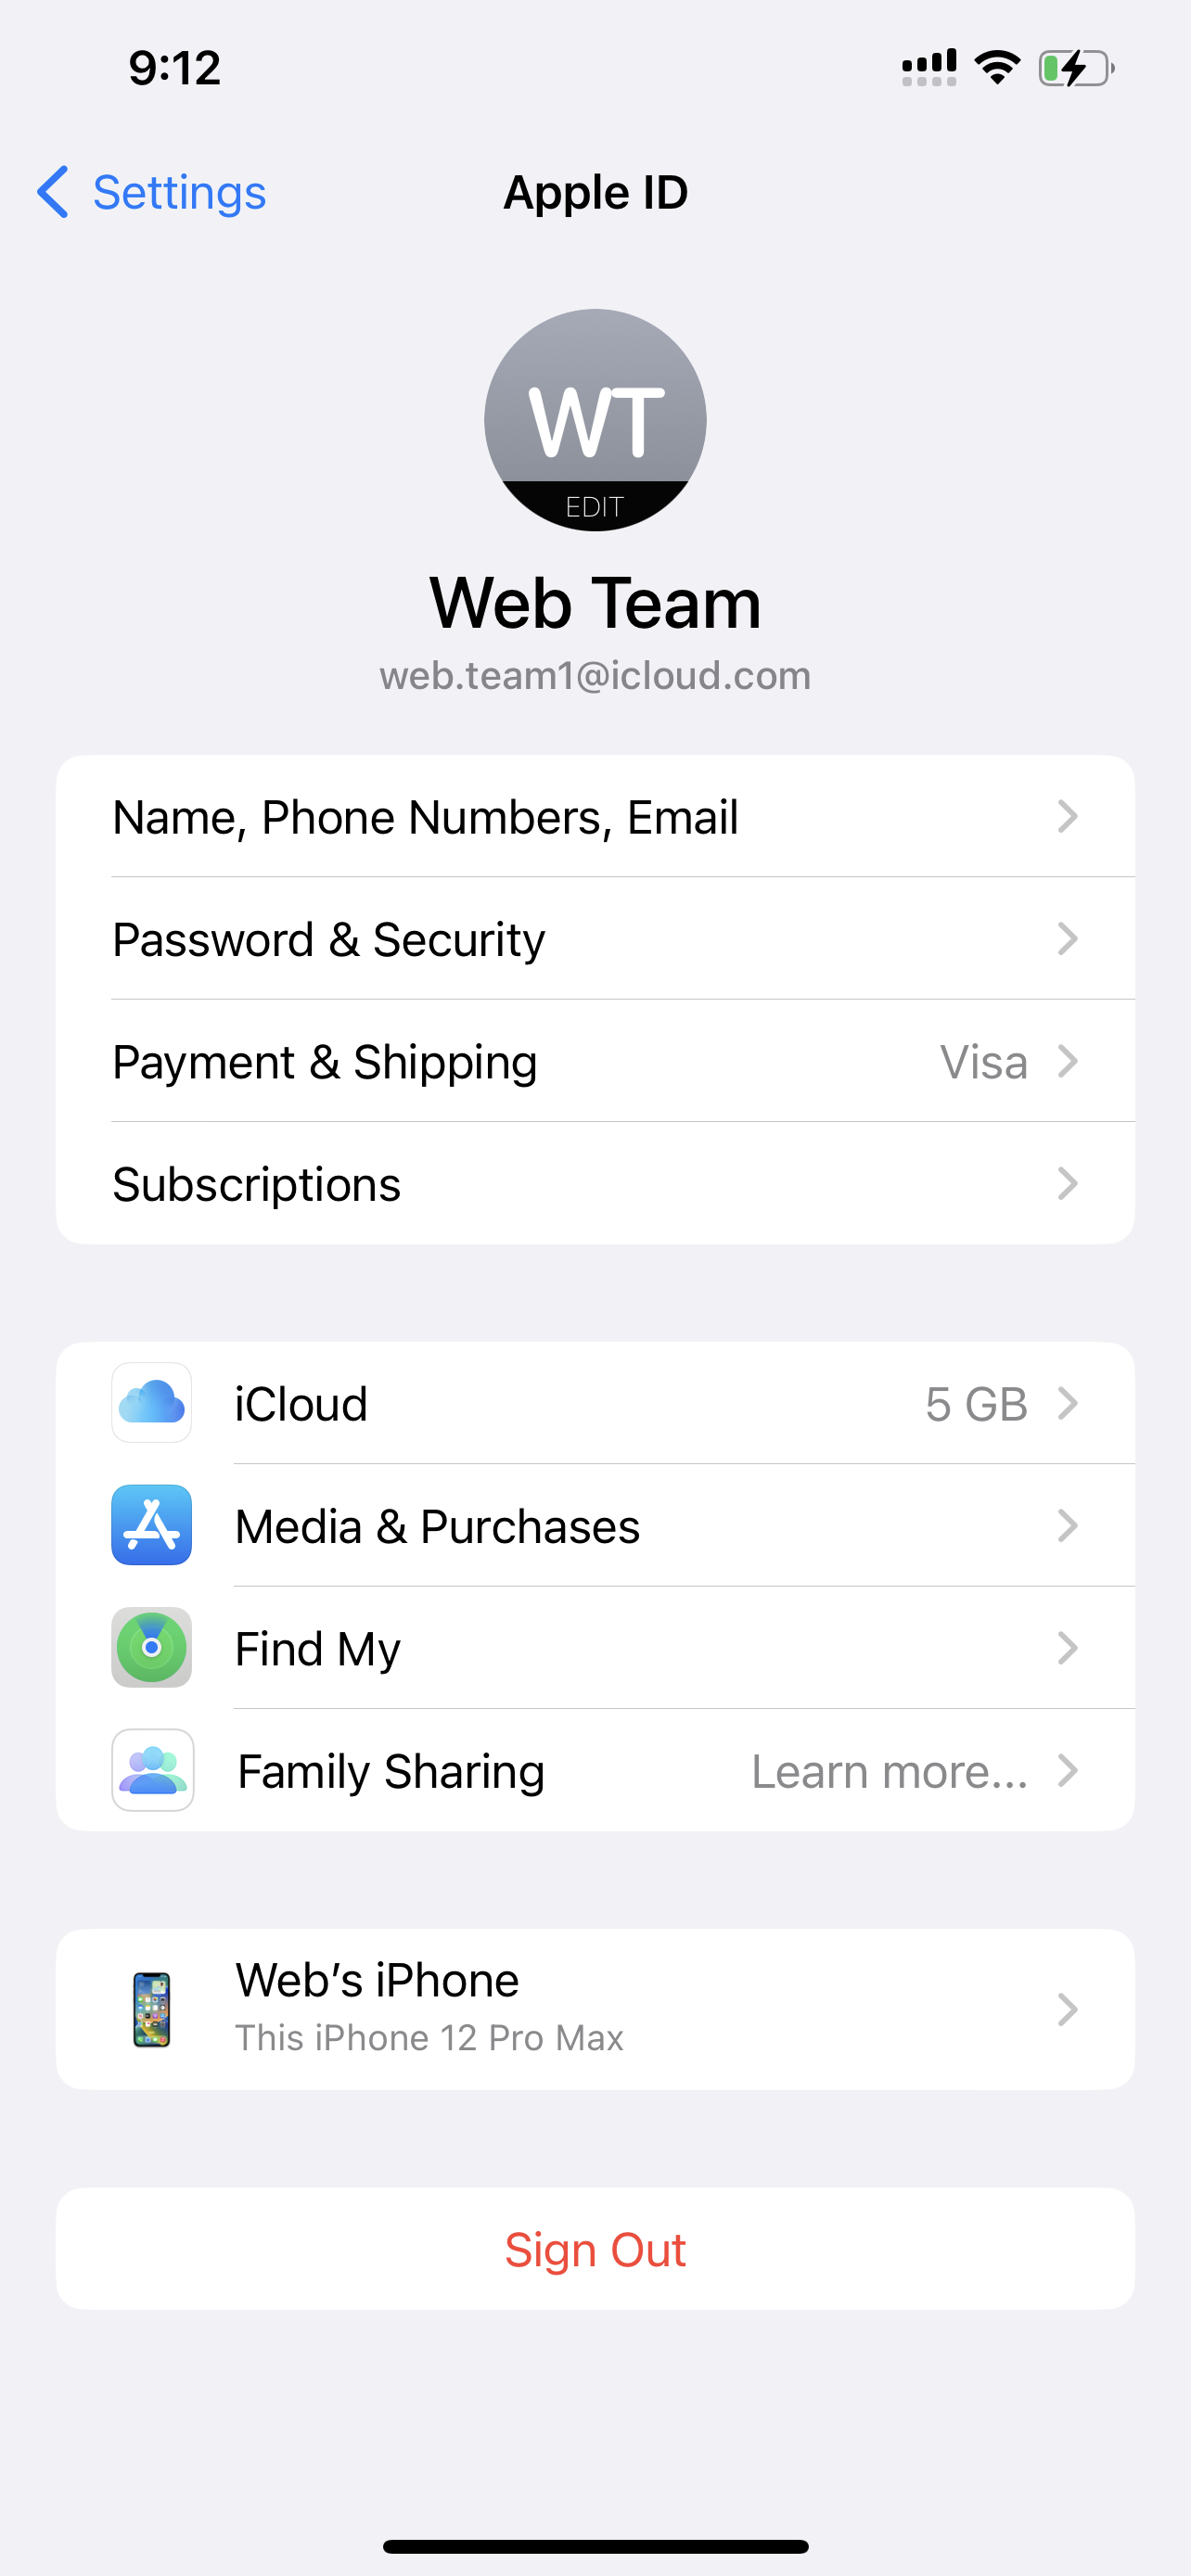 9:12
Settings
Apple ID
WT
EDIT
Web Team
web.team1@icloud.com
Name, Phone Numbers, Email
Password & Security
Payment & Shipping Visa
Subscriptions
iCloud 5 GB
Media & Purchases
Find My
Family Sharing Learn more...
Web’s iPhone
This iPhone 12 Pro Max
Sign Out